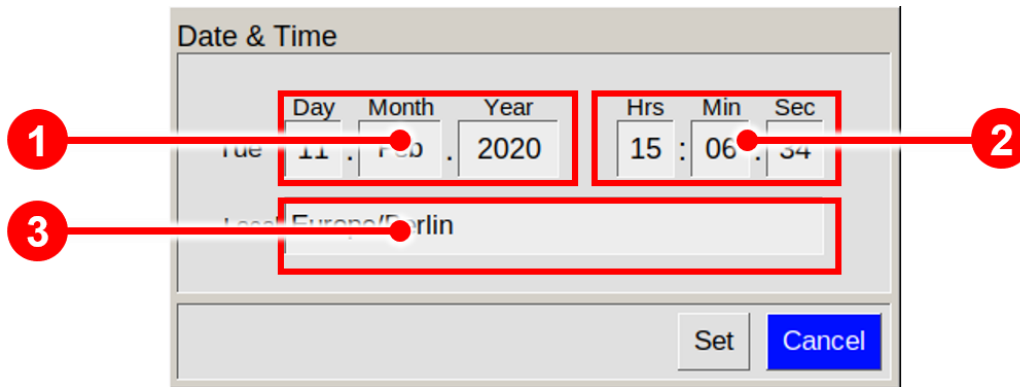 Date & Time
Day Month Year Hrs Min Sec
1 Tue 11 . Feb . 2020 15 : 06 : 34 2
3 Local Europe/Berlin
Set Cancel